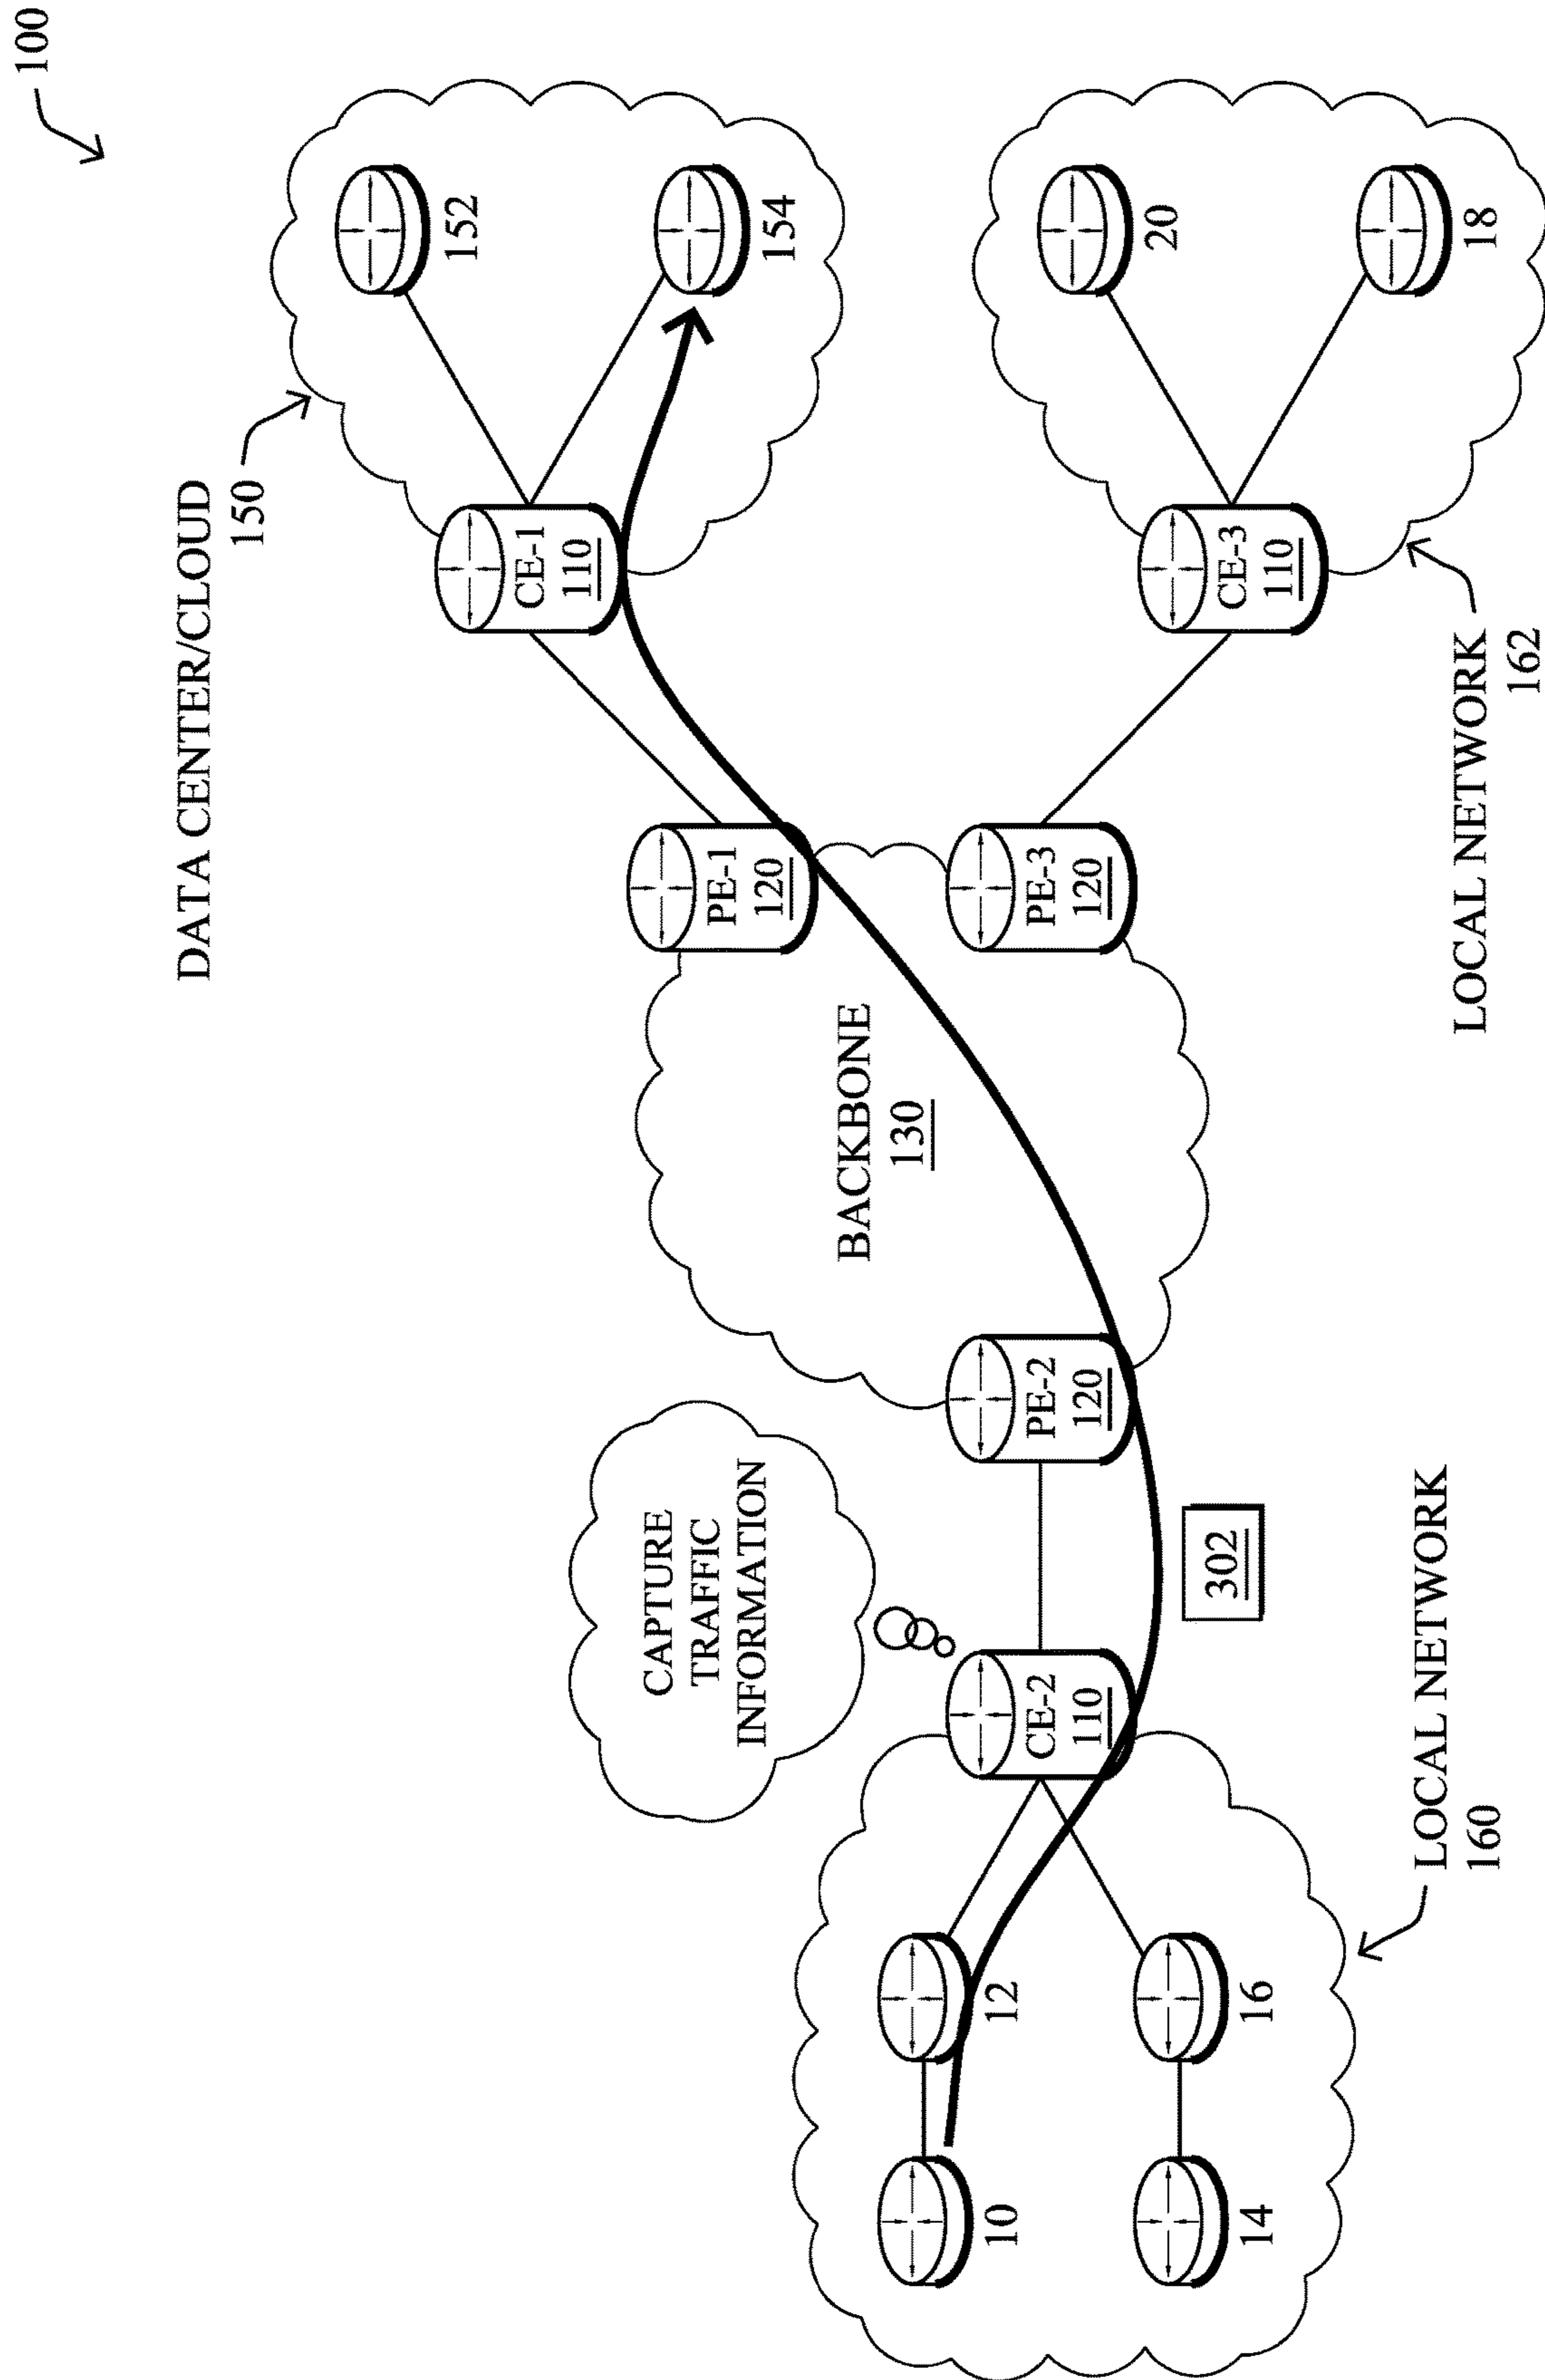 100
DATA CENTER/CLOUD
150
152
154
CE-1
110
PE-1
120
BACKBONE
130
CAPTURE
TRAFFIC
INFORMATION
PE-2
120
PE-3
120
CE-3
110
20
18
LOCAL NETWORK
162
CE-2
110
302
10
12
14
16
LOCAL NETWORK
160